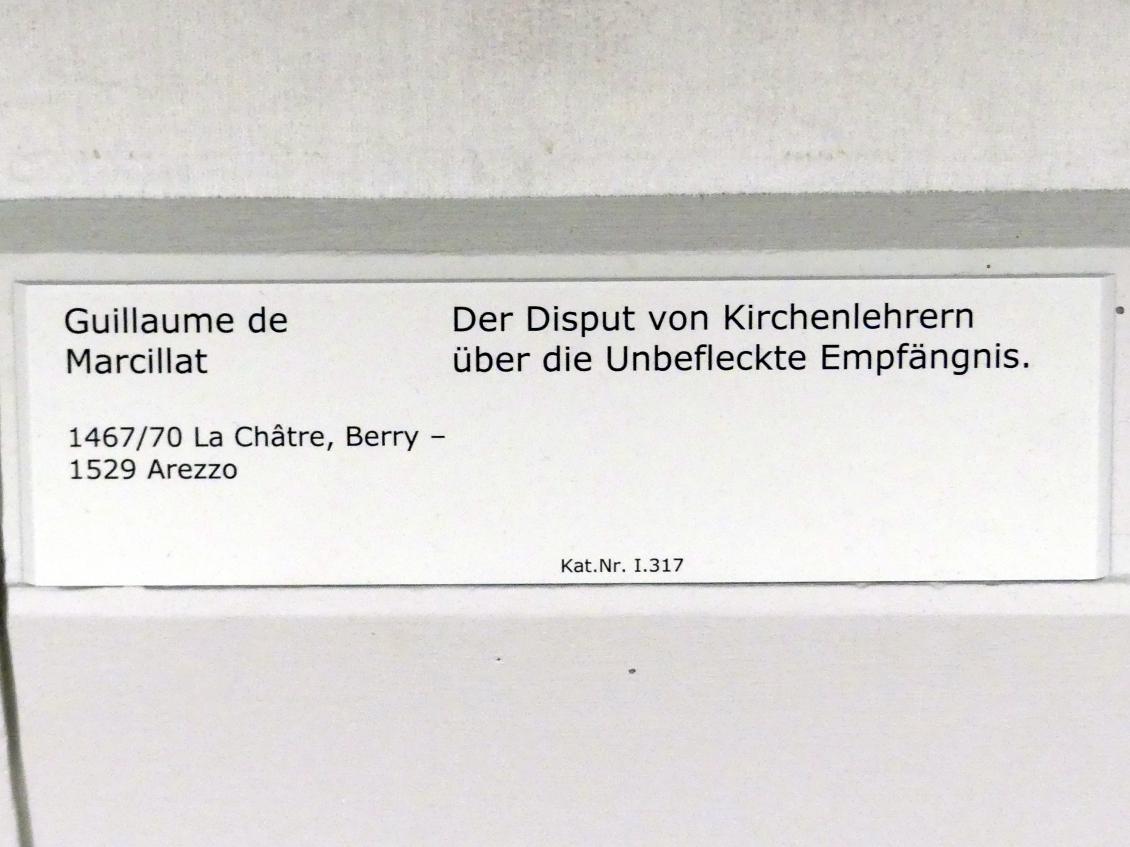 Guillaume de
Marcillat
1467/70 La Châtre, Berry –
1529 Arezzo
Der Disput von Kirchenlehrern
über die Unbefleckte Empfängnis.
Kat.Nr. I.317